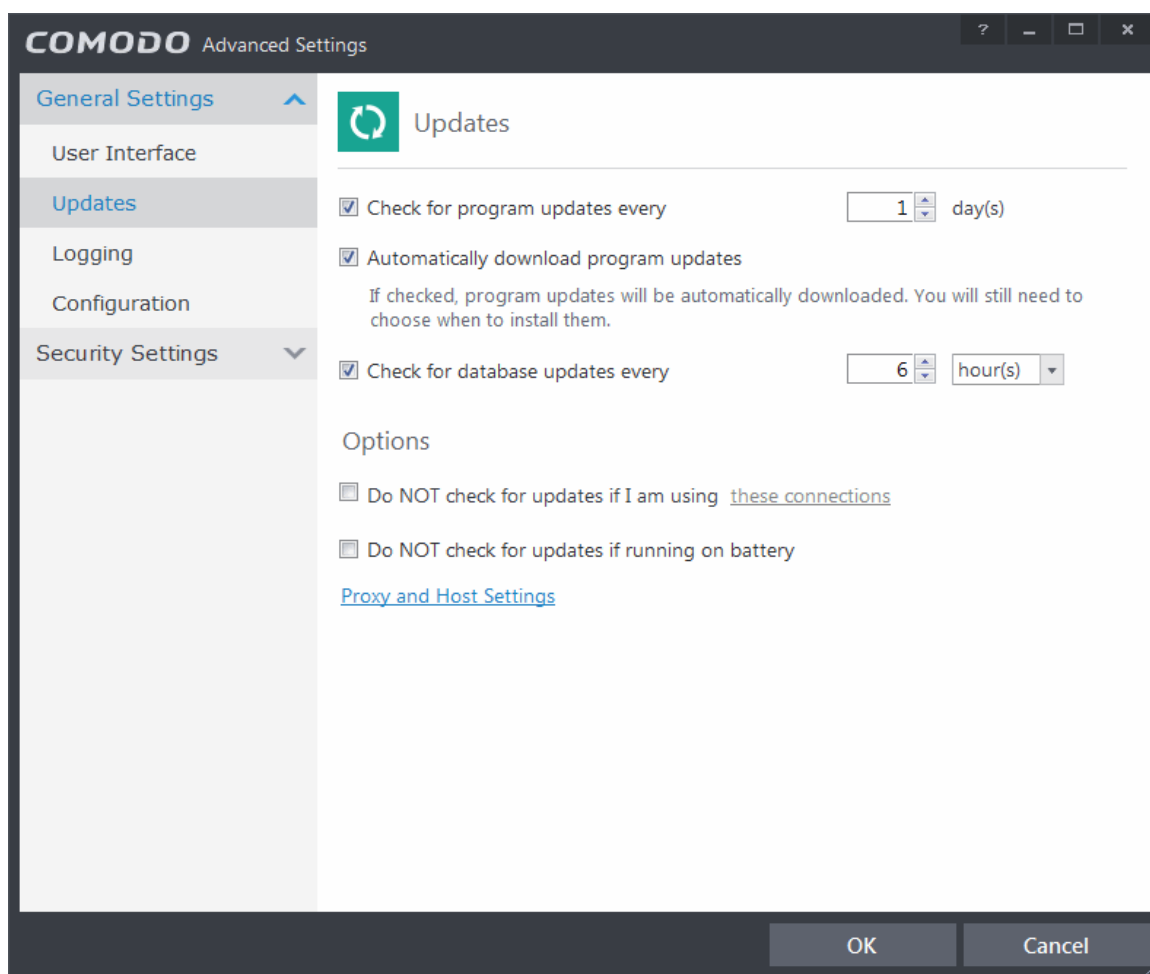 COMODO Advanced Settings
?
General Settings
User Interface
Updates
Logging
Configuration
Security Settings
Updates
Check for program updates every 1 day(s)
Automatically download program updates
If checked, program updates will be automatically downloaded. You will still need to
choose when to install them.
Check for database updates every 6 hour(s)
Options
Do NOT check for updates if I am using these connections
Do NOT check for updates if running on battery
Proxy and Host Settings
OK Cancel